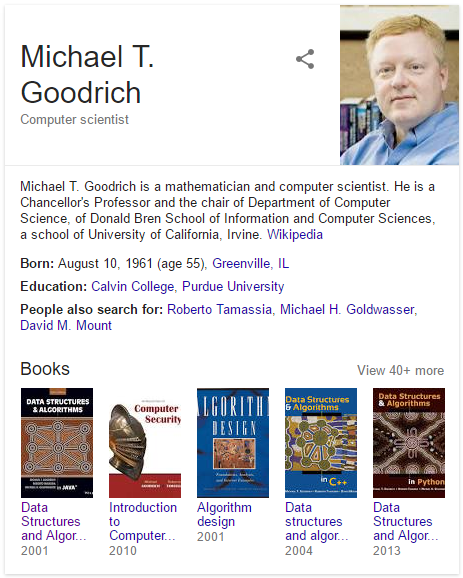 Michael T.
Goodrich
Computer scientist
Michael T. Goodrich is a mathematician and computer scientist. He is a
Chancellor's Professor and the chair of Department of Computer
Science, of Donald Bren School of Information and Computer Sciences,
a school of University of California, Irvine. Wikipedia
Born: August 10, 1961 (age 55), Greenville, IL
Education: Calvin College, Purdue University
People also search for: Roberto Tamassia, Michael H. Goldwasser,
David M. Mount
Books
View 40+ more
DATA STRUCTURES
& ALGORITHMS
IN JAVA
Computer
Security
ALGORITHM
DESIGN
Data Structures
& Algorithms
in C++
Data Structures
& Algorithms
in Python
Data
Structures
and Algor...
2001
Introduction
to
Computer...
2010
Algorithm
design
2001
Data
structures
and algor...
2004
Data
Structures
and Algor...
2013